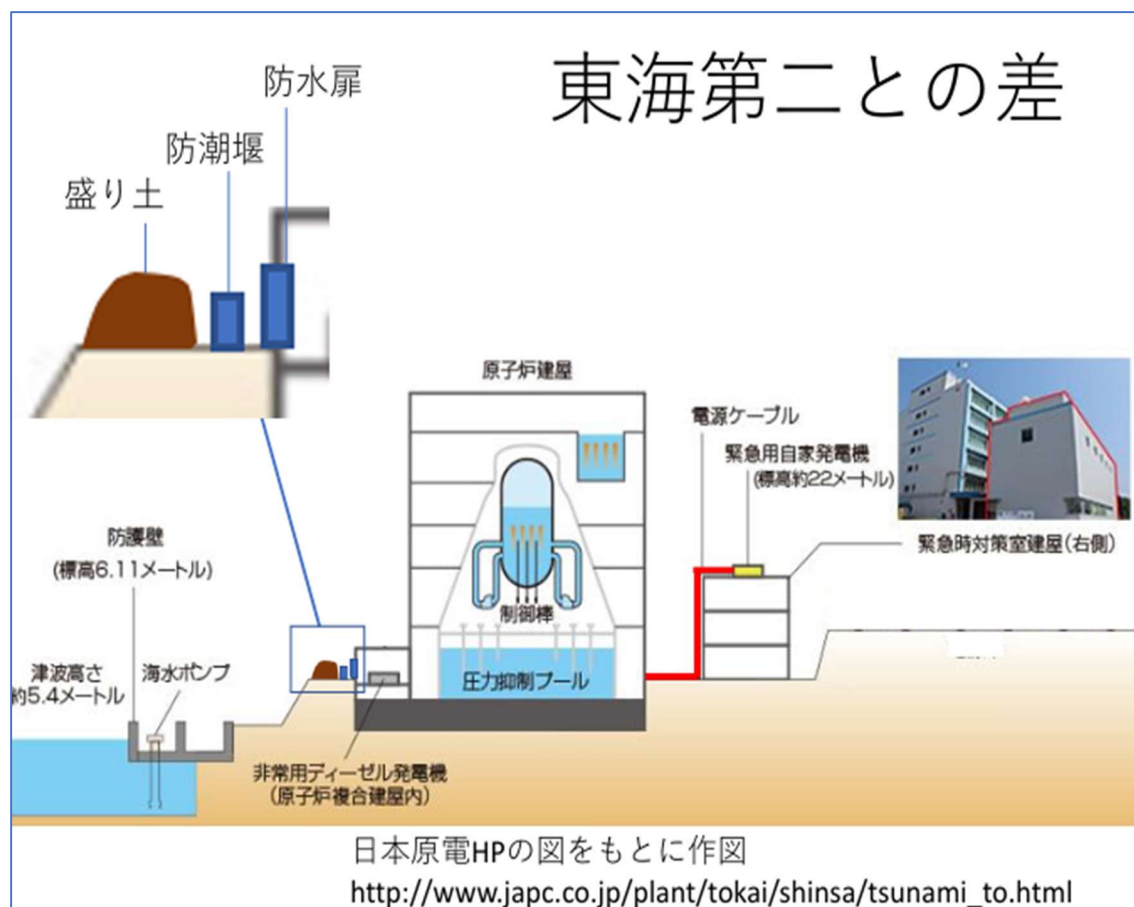 東海第二との差
防水扉
防潮堰
盛り土
原子炉建屋
電源ケーブル
緊急用自家発電機
(標高約22メートル)
緊急時対策室建屋(右側)
防護壁
(標高6.11メートル)
津波高さ
約5.4メートル
海水ポンプ
制御棒
圧力抑制プール
非常用ディーゼル発電機
(原子炉複合建屋内)
日本原電HPの図をもとに作図
http://www.japc.co.jp/plant/tokai/shinsa/tsunami_to.html